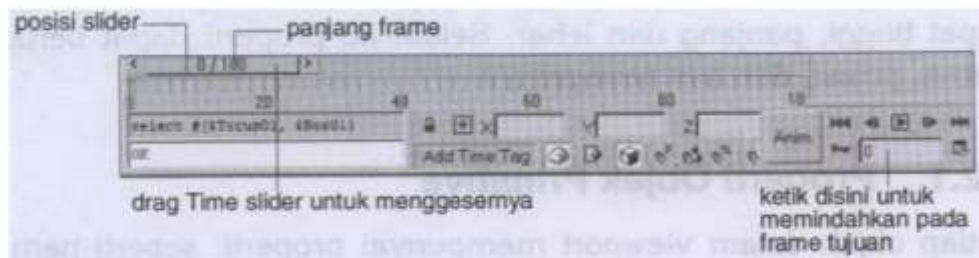 posisi slider
panjang frame
0 / 100
20 40 60 80
select #($Torus01, $Box01)
X Y Z
Anim
OK
Add Time Tag
0
drag Time slider untuk menggesernya
ketik disini untuk
memindahkan pada
frame tujuan